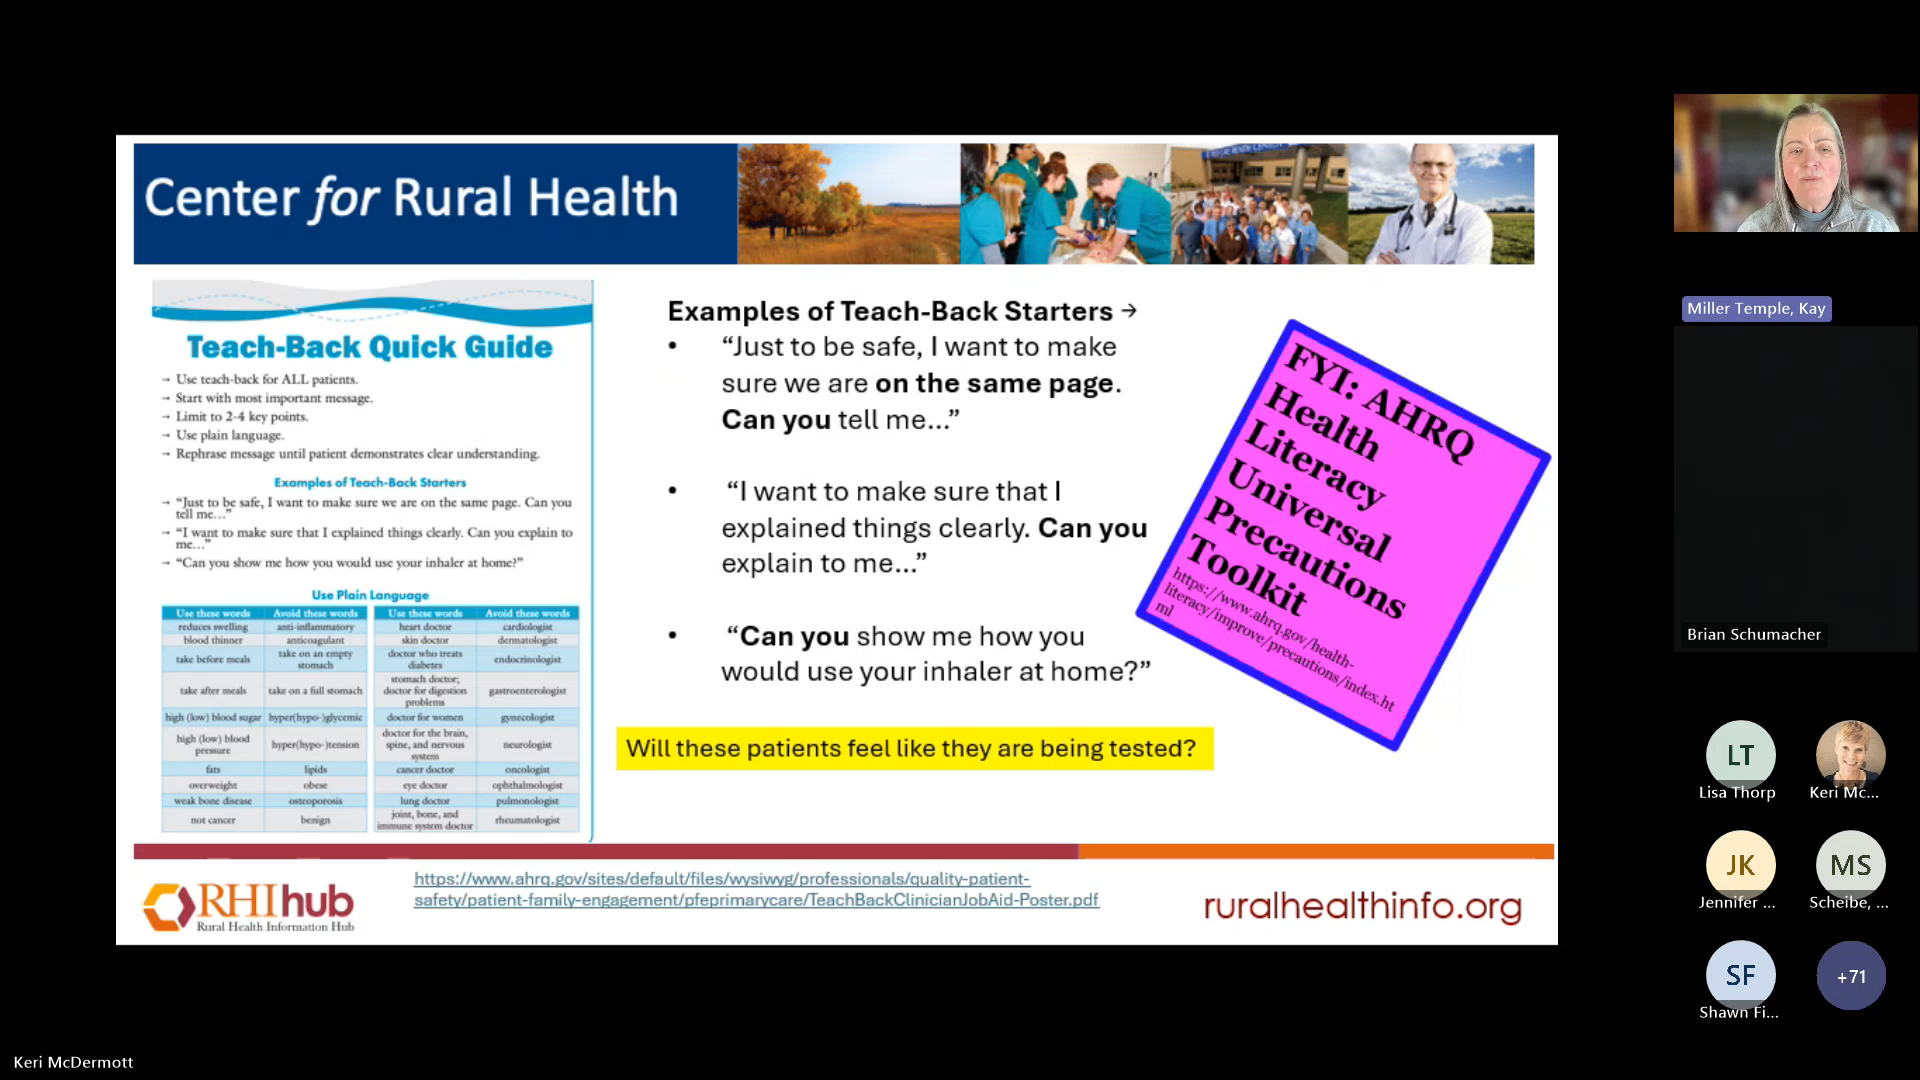 Center for Rural Health
Teach-Back Quick Guide
→ Use teach-back for ALL patients.
→ Start with most important message.
→ Limit to 2-4 key points.
→ Use plain language.
→ Rephrase message until patient demonstrates clear understanding.
Examples of Teach-Back Starters
→ “Just to be safe, I want to make sure we are on the same page. Can you
tell me...”
→ “I want to make sure that I explained things clearly. Can you explain to
me...”
→ “Can you show me how you would use your inhaler at home?”
Use Plain Language
Use these words Avoid these words Use these words Avoid these words
reduces swelling anti-inflammatory heart doctor cardiologist
blood thinner anticoagulant skin doctor dermatologist
take before meals take on an empty stomach doctor who treats diabetes endocrinologist
take after meals take on a full stomach stomach doctor; doctor for digestion problems gastroenterologist
high (low) blood sugar hyper(hypo-)glycemic doctor for women gynecologist
high (low) blood pressure hyper(hypo-)tension doctor for the brain, spine, and nervous system neurologist
fats lipids cancer doctor oncologist
overweight obese eye doctor ophthalmologist
weak bone disease osteoporosis lung doctor pulmonologist
not cancer benign joint, bone, and immune system doctor rheumatologist
Examples of Teach-Back Starters →
• “Just to be safe, I want to make
sure we are on the same page.
Can you tell me...”
• “I want to make sure that I
explained things clearly. Can you
explain to me...”
• “Can you show me how you
would use your inhaler at home?”
Will these patients feel like they are being tested?
FYI: AHRQ
Health
Literacy
Universal
Precautions
Toolkit
https://www.ahrq.gov/health-
literacy/improve/precautions/index.ht
ml
RHIhub
Rural Health Information Hub
https://www.ahrq.gov/sites/default/files/wysiwyg/professionals/quality-patient-
safety/patient-family-engagement/pfeprimarycare/TeachBackClinicianJobAid-Poster.pdf
ruralhealthinfo.org
Miller Temple, Kay
Brian Schumacher
LT
Lisa Thorp
Keri Mc...
JK
Jennifer ...
MS
Scheibe, ...
SF
Shawn Fi...
+71
Keri McDermott